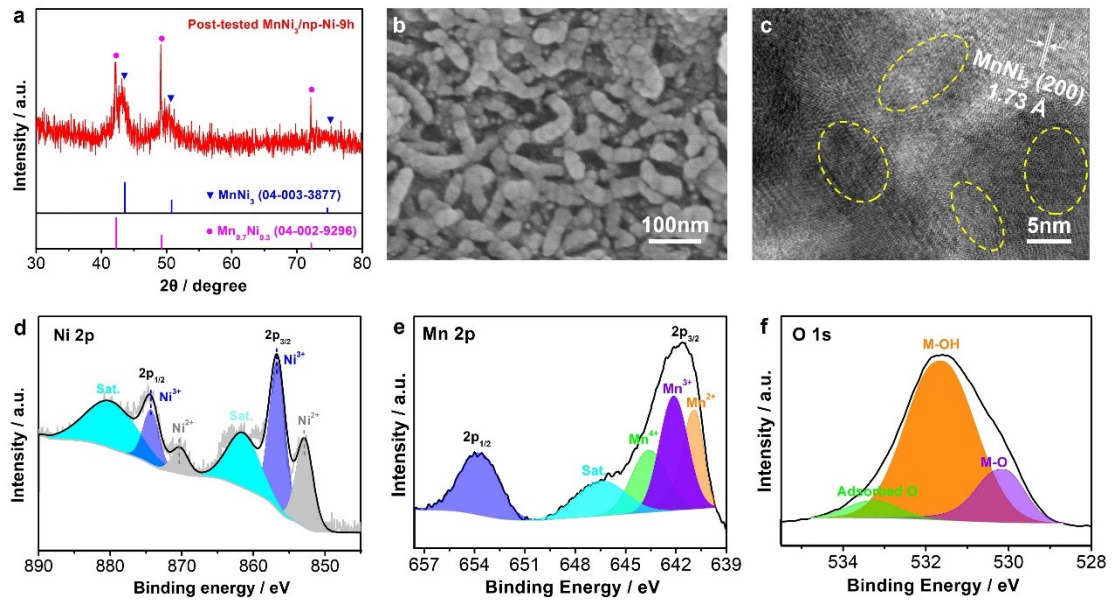 a
Post-tested MnNi₃/np-Ni-9h
Intensity / a.u.
MnNi₃ (04-003-3877)
Mn₀.₇Ni₀.₃ (04-002-9296)
30 40 50 60 70 80
2θ / degree
b
100nm
c
MnNi₃ (200)
1.73 Å
5nm
d Ni 2p
2p₃/₂
Ni³⁺
2p₁/₂
Sat.
Ni³⁺
Sat.
Ni²⁺
Ni²⁺
Intensity / a.u.
890 880 870 860 850
Binding energy / eV
e Mn 2p
2p₃/₂
Mn³⁺
Mn²⁺
Mn⁴⁺
2p₁/₂
Sat.
Intensity / a.u.
657 654 651 648 645 642 639
Binding Energy / eV
f O 1s
M-OH
M-O
Adsorbed O
Intensity / a.u.
534 532 530 528
Binding energy / eV